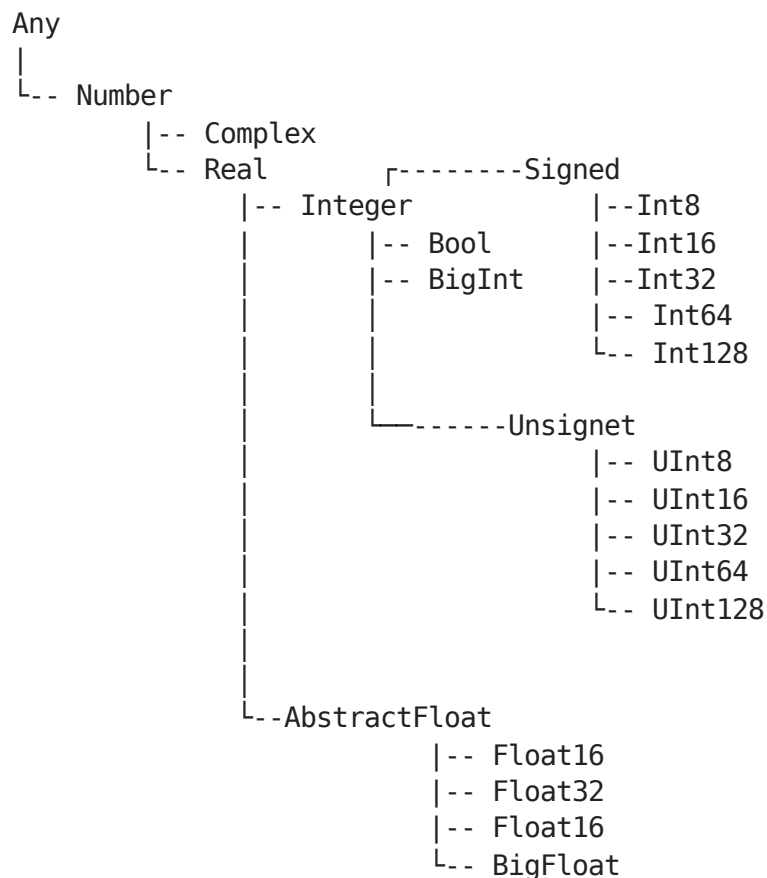 Any
|
└-- Number
|-- Complex
└-- Real ┌--------Signed
|-- Integer |--Int8
| |-- Bool |--Int16
| |-- BigInt |--Int32
| | |-- Int64
| | └-- Int128
| |
| └──------Unsignet
| |-- UInt8
| |-- UInt16
| |-- UInt32
| |-- UInt64
| └-- UInt128
|
|
└--AbstractFloat
|-- Float16
|-- Float32
|-- Float16
└-- BigFloat